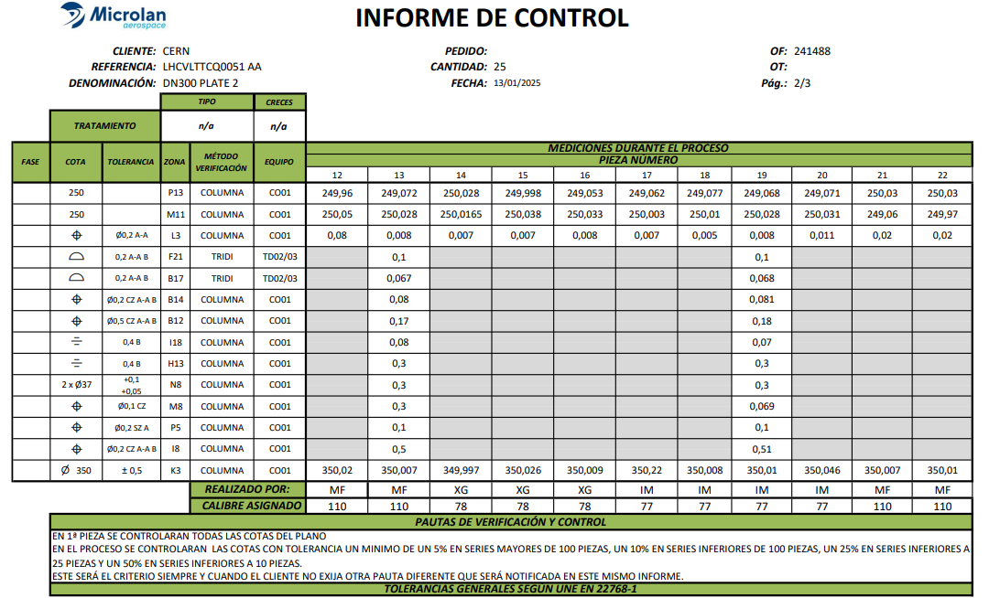 Microlan
aerospace
INFORME DE CONTROL
CLIENTE: CERN PEDIDO: OF: 241488
REFERENCIA: LHCVLTTCQ0051 AA CANTIDAD: 25 OT:
DENOMINACIÓN: DN300 PLATE 2 FECHA: 13/01/2025 Pág.: 2/3
TIPO CRECES
TRATAMIENTO n/a n/a
MEDICIONES DURANTE EL PROCESO
PIEZA NÚMERO
FASE COTA TOLERANCIA ZONA MÉTODO VERIFICACIÓN EQUIPO 12 13 14 15 16 17 18 19 20 21 22
250 P13 COLUMNA CO01 249,96 249,072 250,028 249,998 249,053 249,062 249,077 249,068 249,071 250,03 250,03
250 M11 COLUMNA CO01 250,05 250,028 250,0165 250,038 250,033 250,003 250,01 250,028 250,031 249,06 249,97
⌖ Ø0,2 A-A L3 COLUMNA CO01 0,08 0,008 0,007 0,007 0,008 0,007 0,005 0,008 0,011 0,02 0,02
⌓ 0,2 A-A B F21 TRIDI TD02/03 0,1 0,1
⌓ 0,2 A-A B B17 TRIDI TD02/03 0,067 0,068
⌖ Ø0,2 CZ A-A B B14 COLUMNA CO01 0,08 0,081
⌖ Ø0,5 CZ A-A B B12 COLUMNA CO01 0,17 0,18
⌯ 0,4 B I18 COLUMNA CO01 0,08 0,07
⌯ 0,4 B H13 COLUMNA CO01 0,3 0,3
2 x Ø37 +0,1 +0,05 N8 COLUMNA CO01 0,3 0,3
⌖ Ø0,1 CZ M8 COLUMNA CO01 0,3 0,069
⌖ Ø0,2 SZ A P5 COLUMNA CO01 0,1 0,1
⌖ Ø0,2 CZ A-A B I8 COLUMNA CO01 0,5 0,51
Ø 350 ± 0,5 K3 COLUMNA CO01 350,02 350,007 349,997 350,026 350,009 350,22 350,008 350,01 350,046 350,007 350,01
REALIZADO POR: MF MF XG XG XG IM IM IM IM MF MF
CALIBRE ASIGNADO 110 110 78 78 78 77 77 77 77 110 110
PAUTAS DE VERIFICACIÓN Y CONTROL
EN 1ª PIEZA SE CONTROLARAN TODAS LAS COTAS DEL PLANO
EN EL PROCESO SE CONTROLARAN LAS COTAS CON TOLERANCIA UN MINIMO DE UN 5% EN SERIES MAYORES DE 100 PIEZAS, UN 10% EN SERIES INFERIORES DE 100 PIEZAS, UN 25% EN SERIES INFERIORES A
25 PIEZAS Y UN 50% EN SERIES INFERIORES A 10 PIEZAS.
ESTE SERÁ EL CRITERIO SIEMPRE Y CUANDO EL CLIENTE NO EXIJA OTRA PAUTA DIFERENTE QUE SERÁ NOTIFICADA EN ESTE MISMO INFORME.
TOLERANCIAS GENERALES SEGÚN UNE EN 22768-1